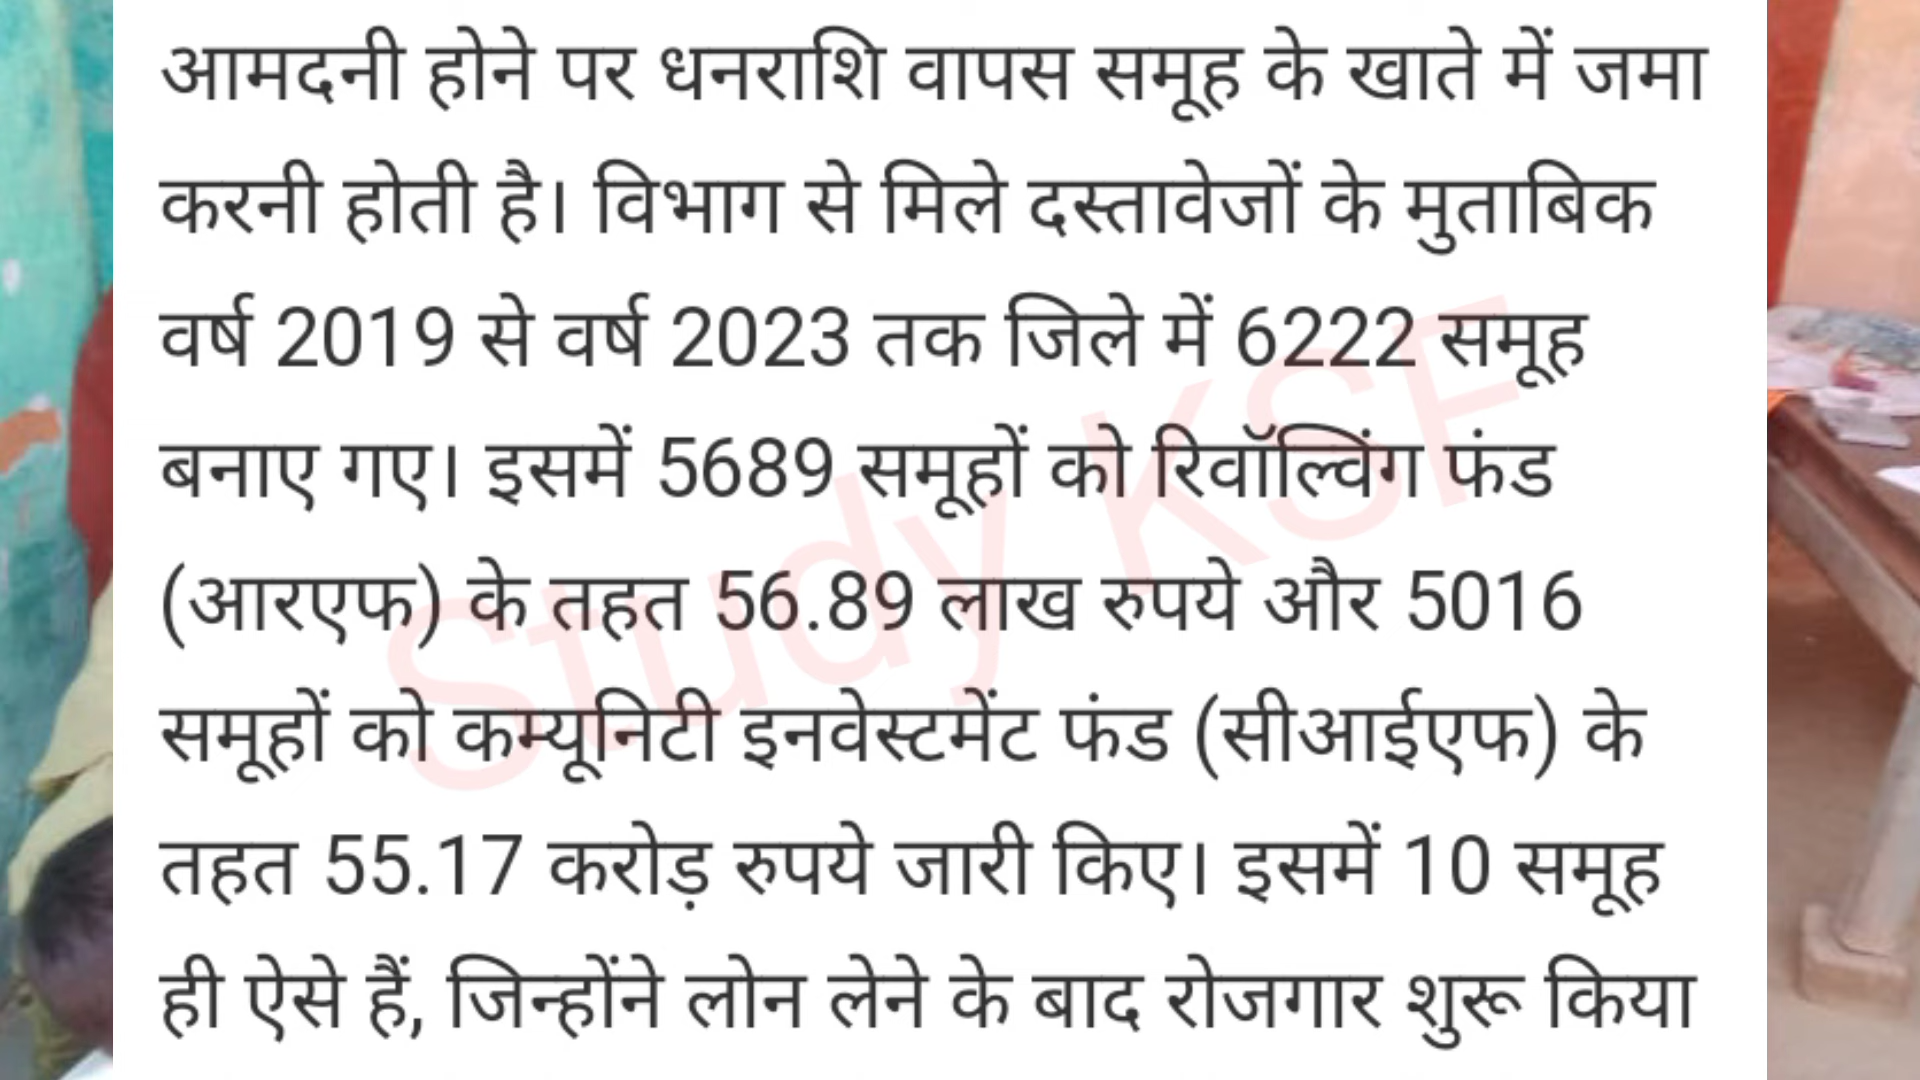 आमदनी होने पर धनराशि वापस समूह के खाते में जमा
करनी होती है। विभाग से मिले दस्तावेजों के मुताबिक
वर्ष 2019 से वर्ष 2023 तक जिले में 6222 समूह
बनाए गए। इसमें 5689 समूहों को रिवॉल्विंग फंड
(आरएफ) के तहत 56.89 लाख रुपये और 5016
समूहों को कम्यूनिटी इनवेस्टमेंट फंड (सीआईएफ) के
तहत 55.17 करोड़ रुपये जारी किए। इसमें 10 समूह
ही ऐसे हैं, जिन्होंने लोन लेने के बाद रोजगार शुरू किया
Study KSF